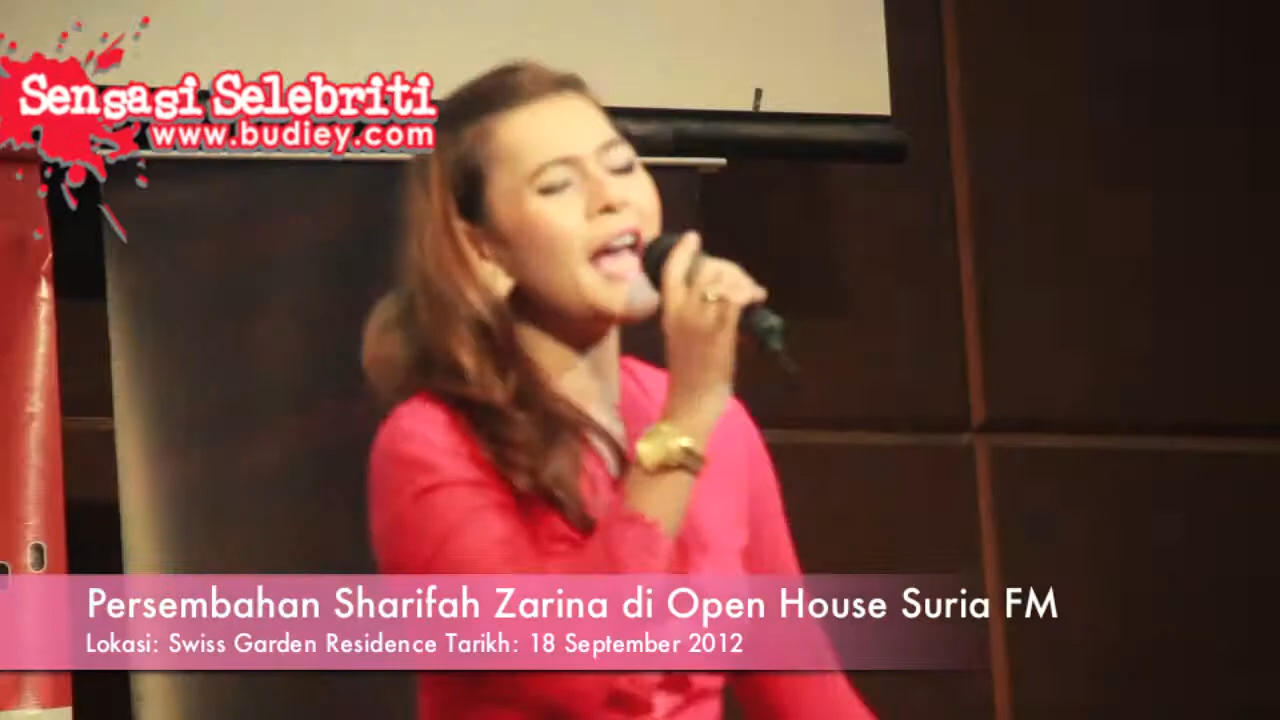 Sengagi Selebriti
www.budiey.com
Persembahan Sharifah Zarina di Open House Suria FM
Lokasi: Swiss Garden Residence Tarikh: 18 September 2012